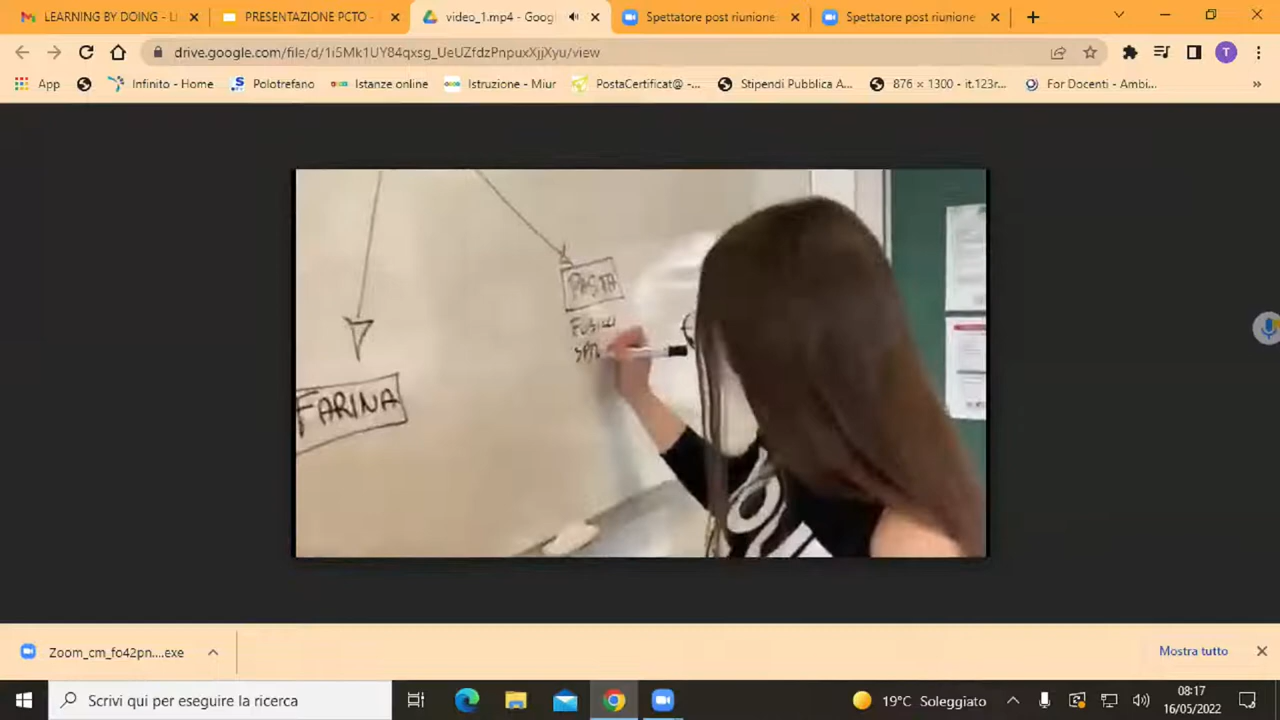 LEARNING BY DOING - L
PRESENTAZIONE PCTO -
video_1.mp4 - Googl
Spettatore post riunione
Spettatore post riunione
drive.google.com/file/d/1i5Mk1UY84qxsg_UeUZfdzPnpuxXjjXyu/view
T
App
Infinito - Home
Polotrefano
Istanze online
Istruzione - Miur
PostaCertificat@ -...
Stipendi Pubblica A...
876 × 1300 - it.123r...
For Docenti - Ambi...
PASTA
FUSILLI
FARINA
Zoom_cm_fo42pn....exe
Mostra tutto
Scrivi qui per eseguire la ricerca
19°C Soleggiato
08:17
16/05/2022